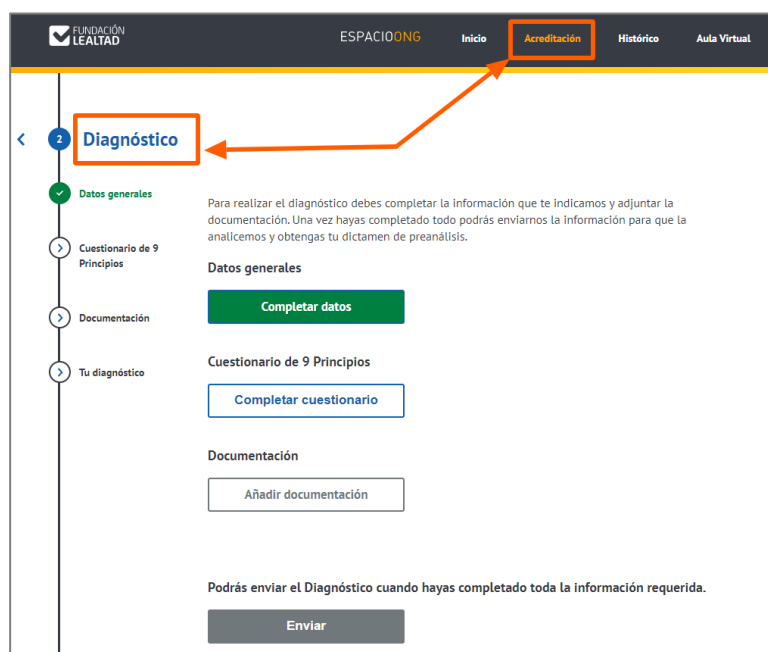 FUNDACIÓN
LEALTAD
ESPACIOONG
Inicio
Acreditación
Histórico
Aula Virtual
2
Diagnóstico
Datos generales
Cuestionario de 9
Principios
Documentación
Tu diagnóstico
Para realizar el diagnóstico debes completar la información que te indicamos y adjuntar la
documentación. Una vez hayas completado todo podrás enviarnos la información para que la
analicemos y obtengas tu dictamen de preanálisis.
Datos generales
Completar datos
Cuestionario de 9 Principios
Completar cuestionario
Documentación
Añadir documentación
Podrás enviar el Diagnóstico cuando hayas completado toda la información requerida.
Enviar